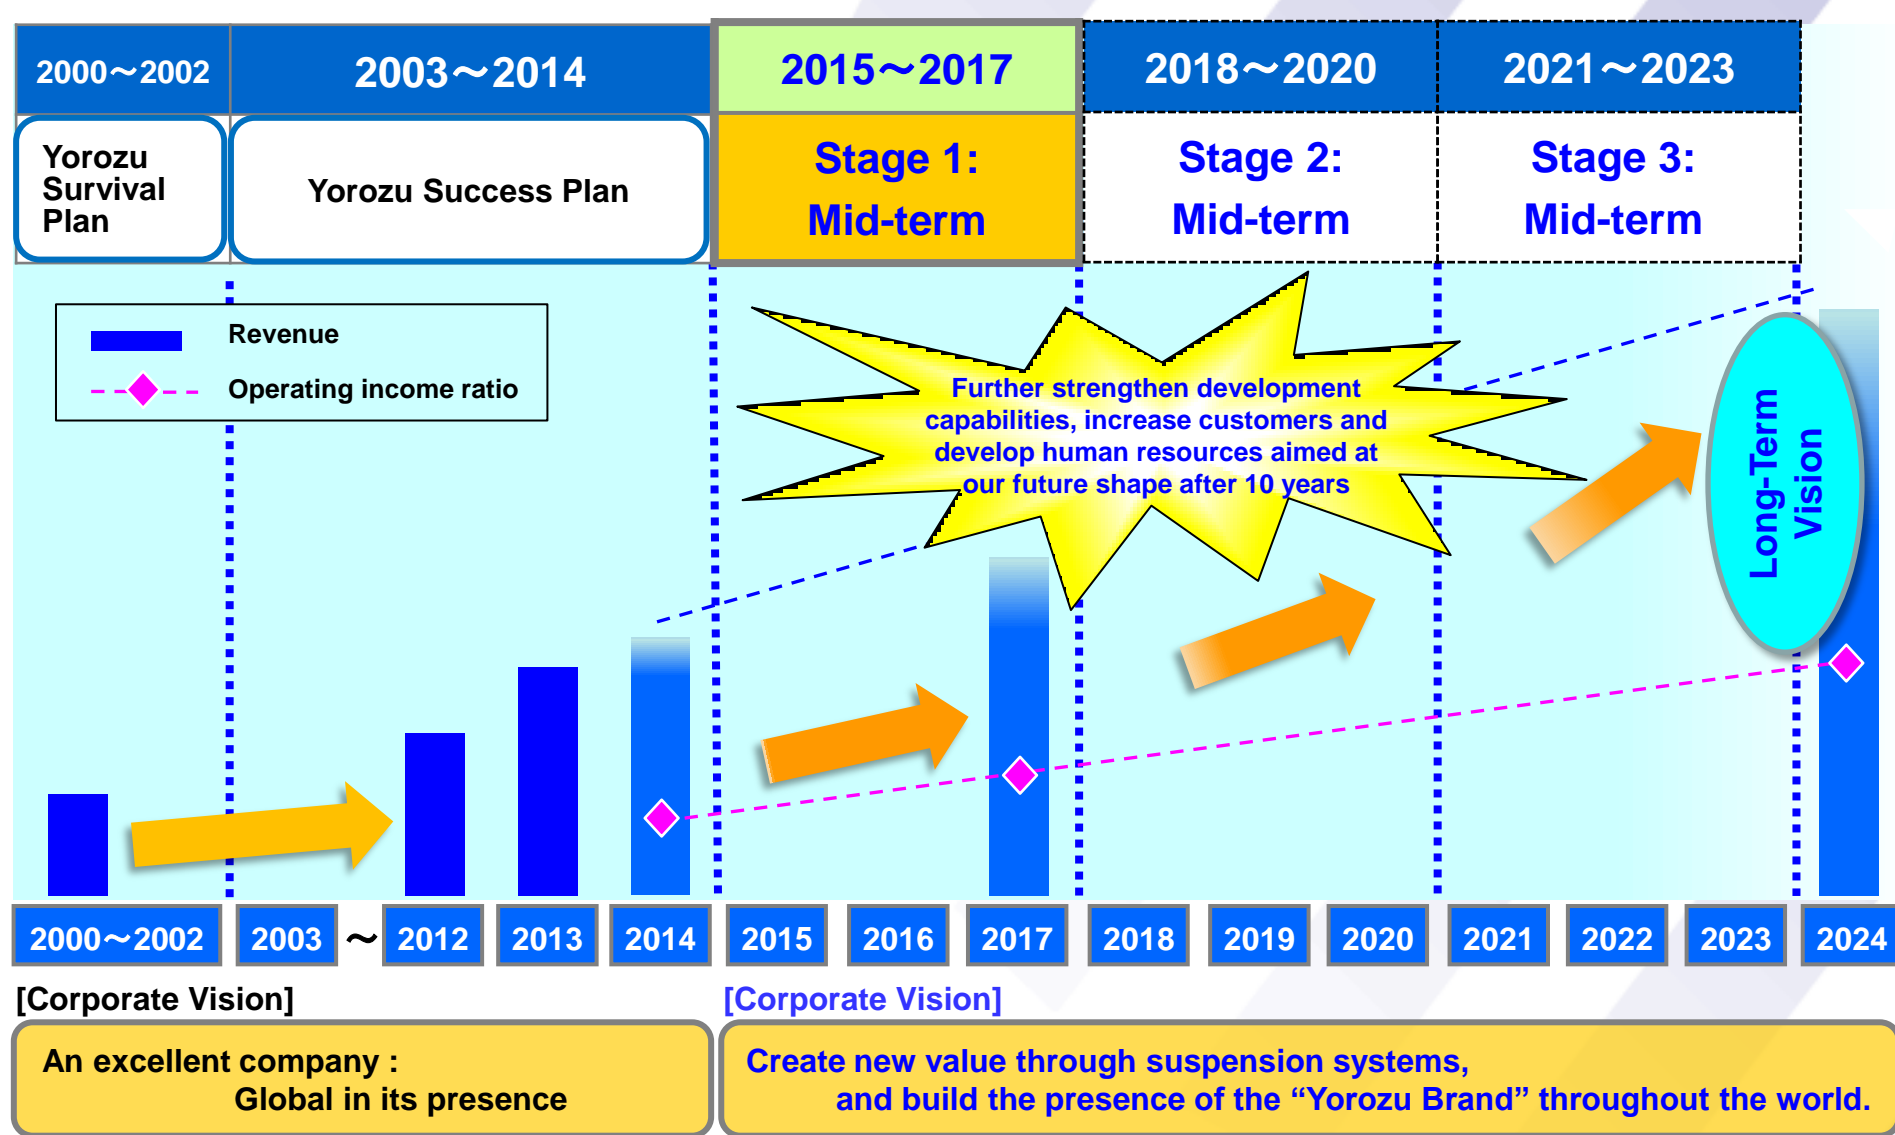 2000～2002
2003～2014
2015～2017
2018～2020
2021～2023
Yorozu
Survival
Plan
Yorozu Success Plan
Stage 1:
Mid-term
Stage 2:
Mid-term
Stage 3:
Mid-term
Revenue
Operating income ratio
Further strengthen development
capabilities, increase customers and
develop human resources aimed at
our future shape after 10 years
Long-Term
Vision
2000～2002
2003
～
2012
2013
2014
2015
2016
2017
2018
2019
2020
2021
2022
2023
2024
[Corporate Vision]
An excellent company :
Global in its presence
[Corporate Vision]
Create new value through suspension systems,
and build the presence of the “Yorozu Brand” throughout the world.